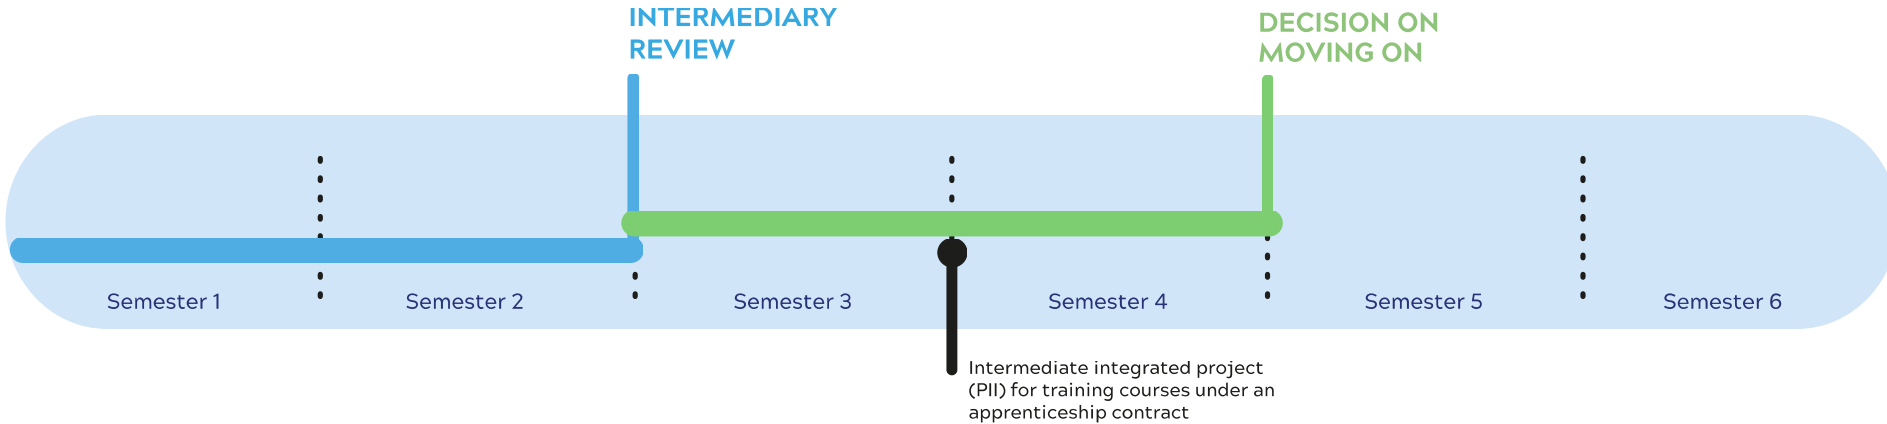 INTERMEDIARY
REVIEW
DECISION ON
MOVING ON
Semester 1
Semester 2
Semester 3
Semester 4
Semester 5
Semester 6
Intermediate integrated project
(PII) for training courses under an
apprenticeship contract